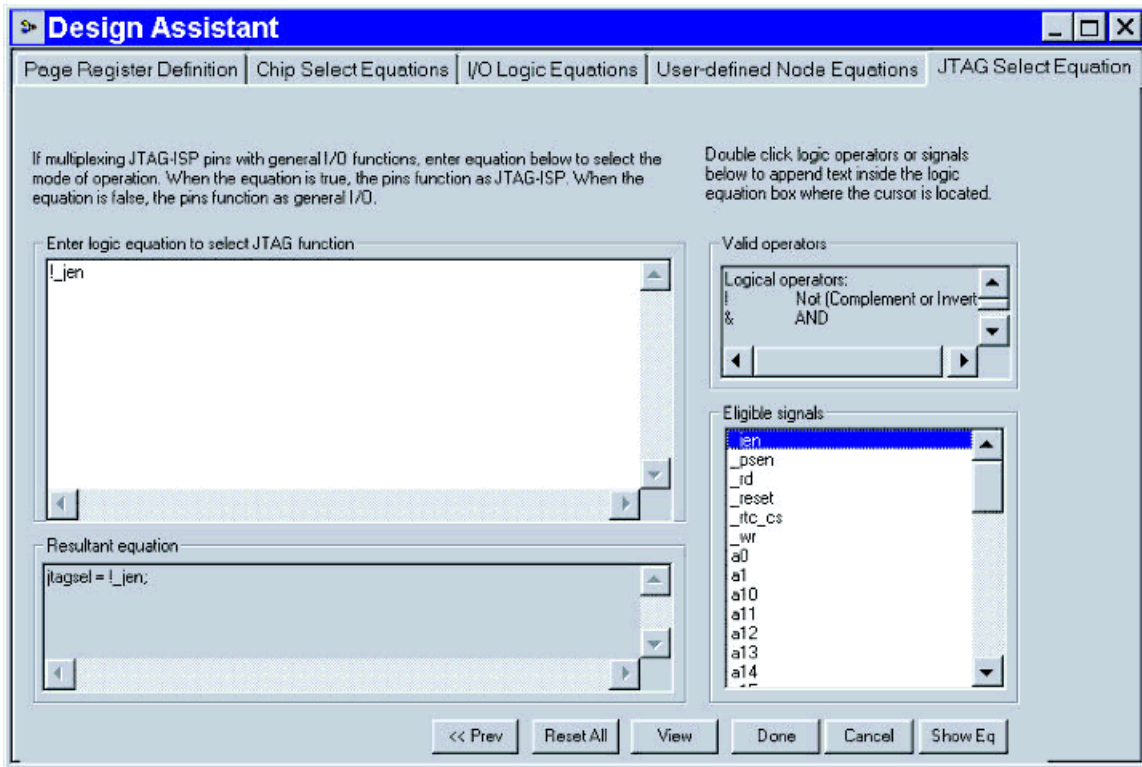 Design Assistant
Page Register Definition
Chip Select Equations
I/O Logic Equations
User-defined Node Equations
JTAG Select Equation
If multiplexing JTAG-ISP pins with general I/O functions, enter equation below to select the
mode of operation. When the equation is true, the pins function as JTAG-ISP. When the
equation is false, the pins function as general I/O.
Double click logic operators or signals
below to append text inside the logic
equation box where the cursor is located.
Enter logic equation to select JTAG function
!_jen
Valid operators
Logical operators:
! Not (Complement or Invert
& AND
Eligible signals
_jen
_psen
_rd
_reset
_rtc_cs
_wr
a0
a1
a10
a11
a12
a13
a14
Resultant equation
jtagsel = !_jen;
<< Prev
Reset All
View
Done
Cancel
Show Eq